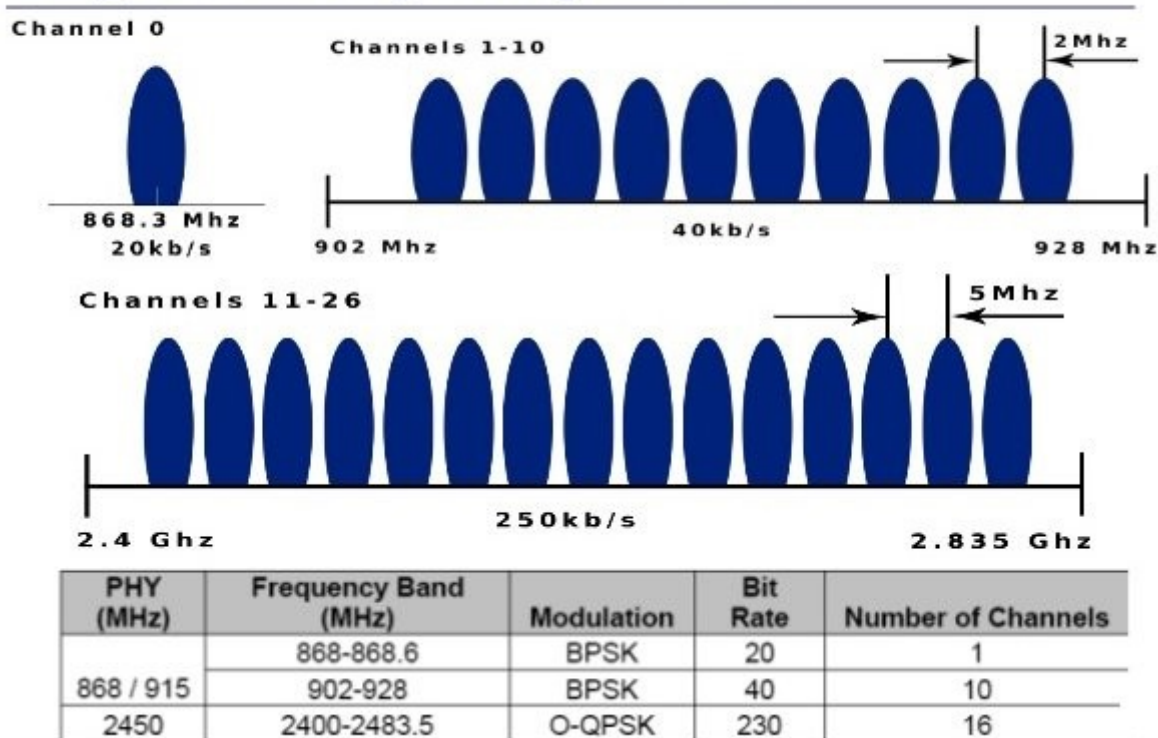 Channel 0
Channels 1-10
2Mhz
868.3 Mhz
20kb/s
902 Mhz
40kb/s
928 Mhz
Channels 11-26
5Mhz
250kb/s
2.4 Ghz
2.835 Ghz
PHY (MHz) Frequency Band (MHz) Modulation Bit Rate Number of Channels
868 / 915 868-868.6 BPSK 20 1
902-928 BPSK 40 10
2450 2400-2483.5 O-QPSK 230 16